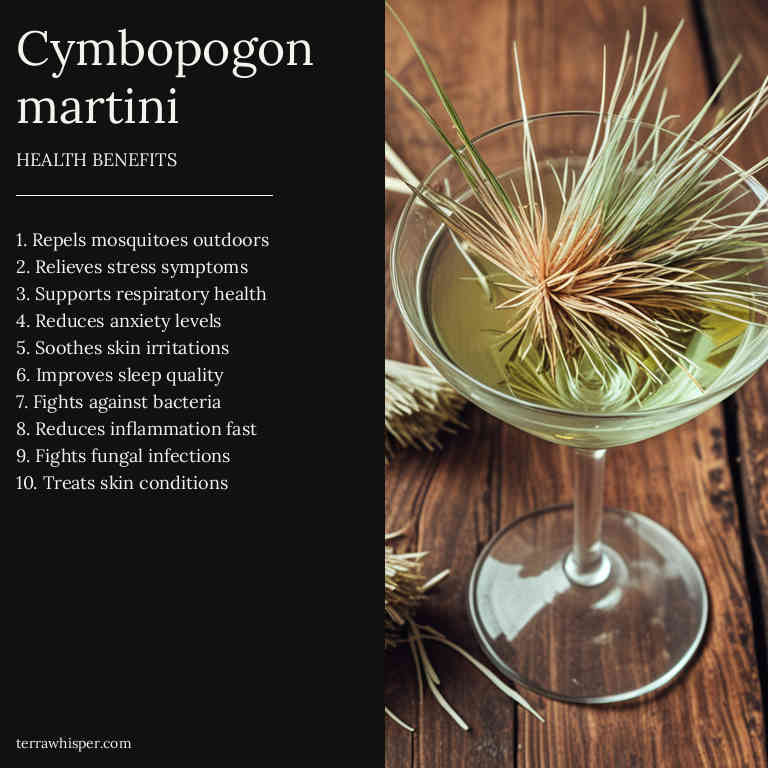 Cymbopogon
martini
HEALTH BENEFITS
1. Repels mosquitoes outdoors
2. Relieves stress symptoms
3. Supports respiratory health
4. Reduces anxiety levels
5. Soothes skin irritations
6. Improves sleep quality
7. Fights against bacteria
8. Reduces inflammation fast
9. Fights fungal infections
10. Treats skin conditions
terrawhisper.com